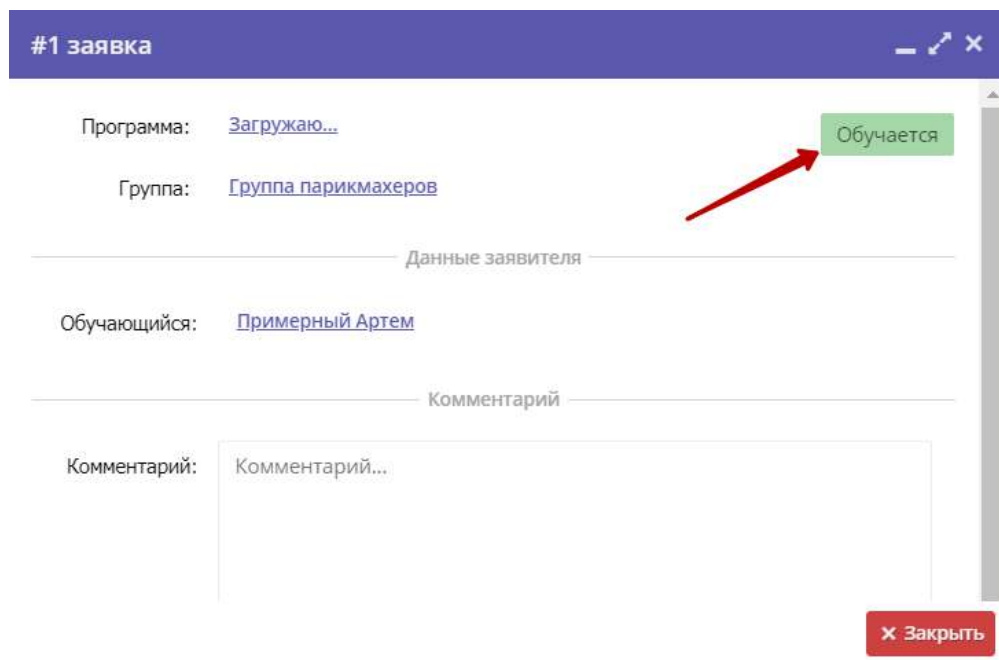 #1 заявка
Программа: Загружаю...
Обучается
Группа: Группа парикмахеров
Данные заявителя
Обучающийся: Примерный Артем
Комментарий
Комментарий: Комментарий...
Закрыть